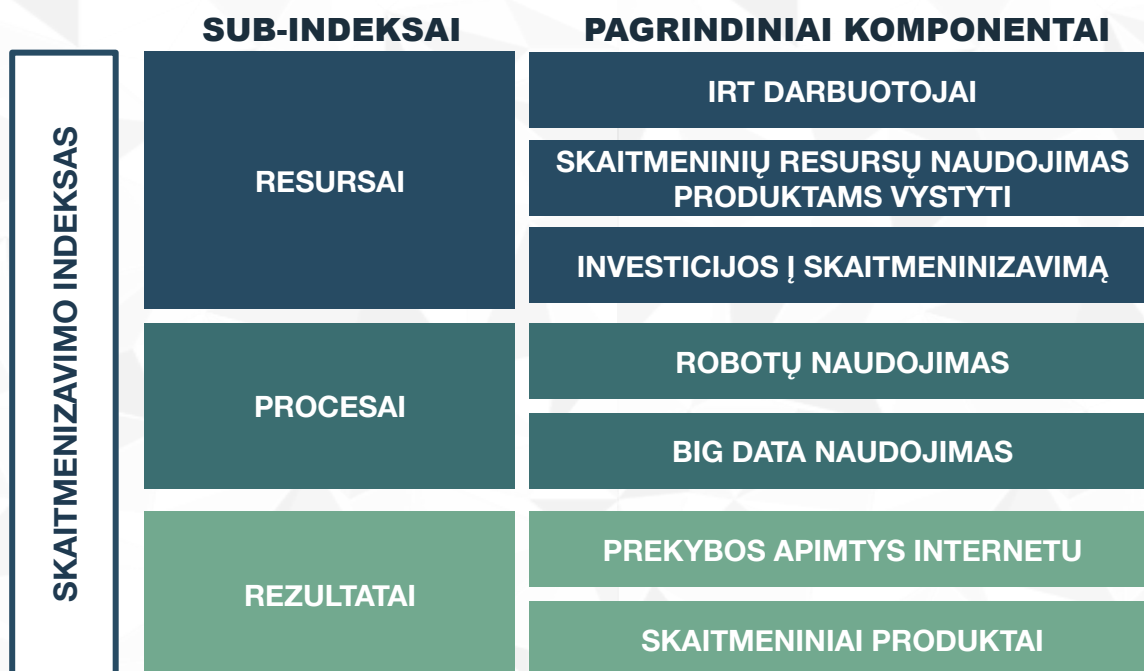 SUB-INDEKSAI
PAGRINDINIAI KOMPONENTAI
SKAITMENIZAVIMO INDEKSAS
RESURSAI
IRT DARBUOTOJAI
SKAITMENINIŲ RESURSŲ NAUDOJIMAS
PRODUKTAMS VYSTYTI
INVESTICIJOS Į SKAITMENINIZAVIMĄ
PROCESAI
ROBOTŲ NAUDOJIMAS
BIG DATA NAUDOJIMAS
REZULTATAI
PREKYBOS APIMTYS INTERNETU
SKAITMENINIAI PRODUKTAI